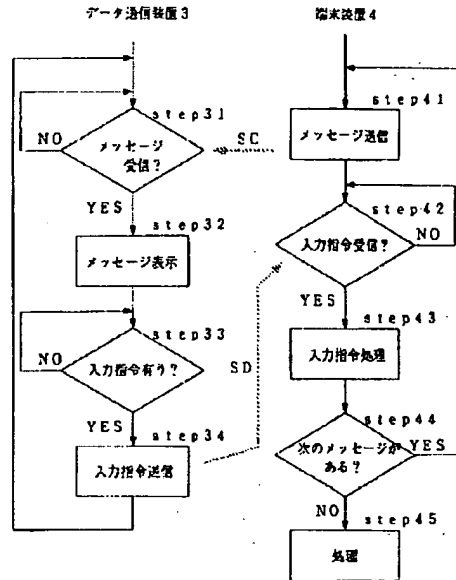 データ通信装置3
端末装置4
step31
メッセージ
受信?
NO
YES
SC
step32
メッセージ表示
step33
入力指令有り?
NO
YES
SD
step34
入力指令送信
step41
メッセージ送信
step42
入力指令受信?
NO
YES
step43
入力指令処理
step44
次のメッセージが
ある?
YES
NO
step45
処理